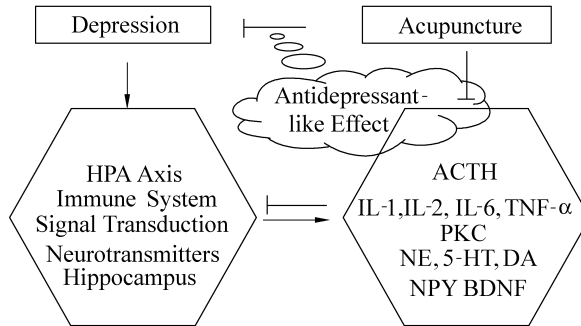 Depression
Acupuncture
Antidepressant-
like Effect
HPA Axis
Immune System
Signal Transduction
Neurotransmitters
Hippocampus
ACTH
IL-1,IL-2, IL-6, TNF-α
PKC
NE, 5-HT, DA
NPY BDNF